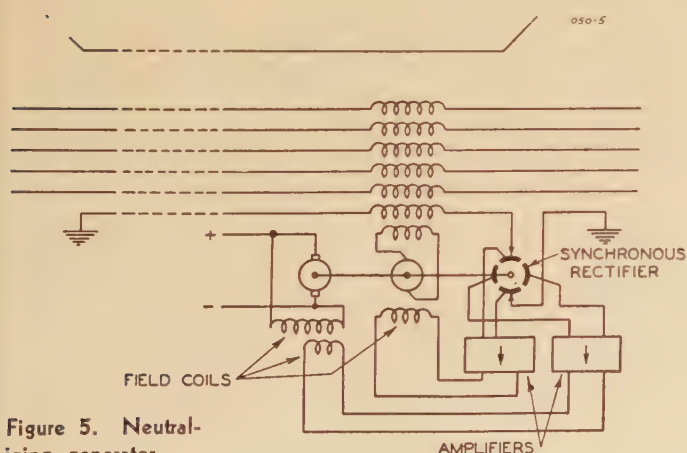 050-5
+
SYNCHRONOUS
RECTIFIER
-
FIELD COILS
Figure 5. Neutral-
izing generator
AMPLIFIERS